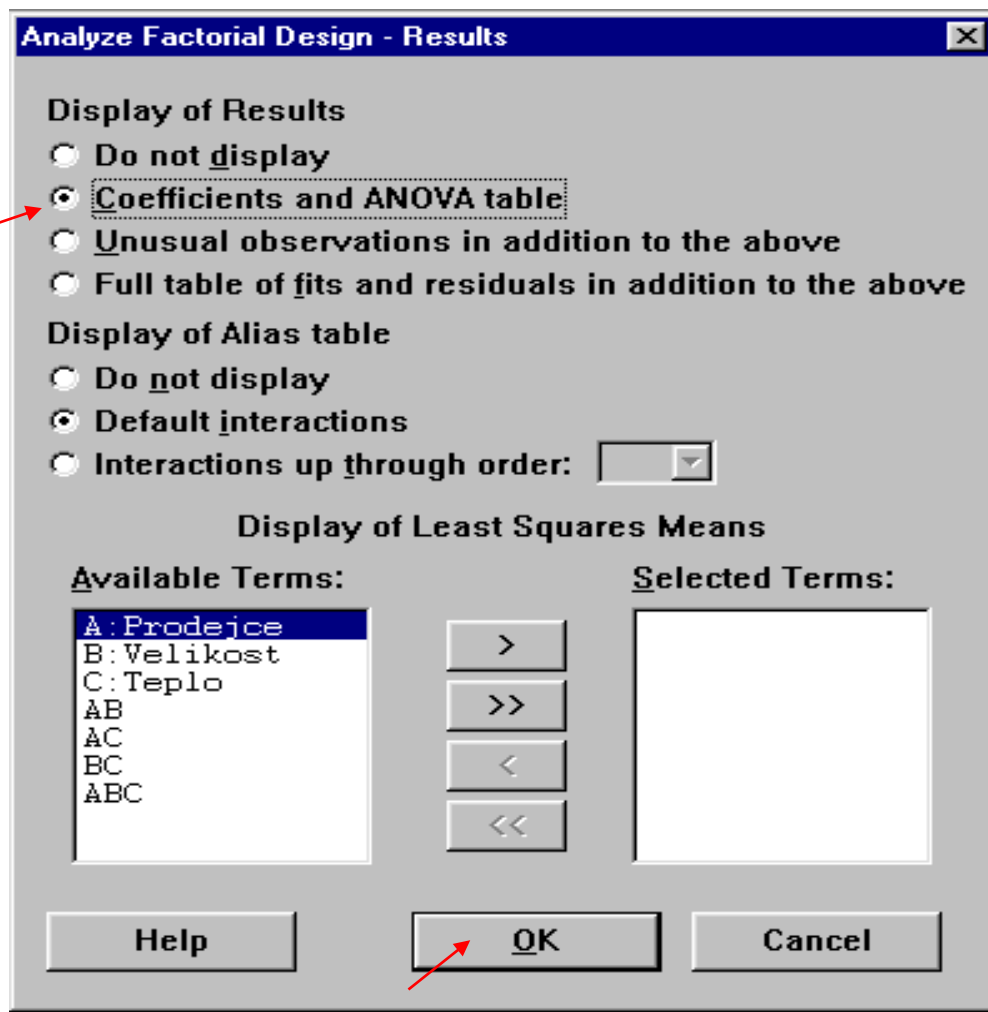 Analyze Factorial Design - Results
Display of Results
Do not display
Coefficients and ANOVA table
Unusual observations in addition to the above
Full table of fits and residuals in addition to the above
Display of Alias table
Do not display
Default interactions
Interactions up through order:
Display of Least Squares Means
Available Terms:
Selected Terms:
A:Prodejce
B:Velikost
C:Teplo
AB
AC
BC
ABC
>
>>
<
<<
Help
OK
Cancel